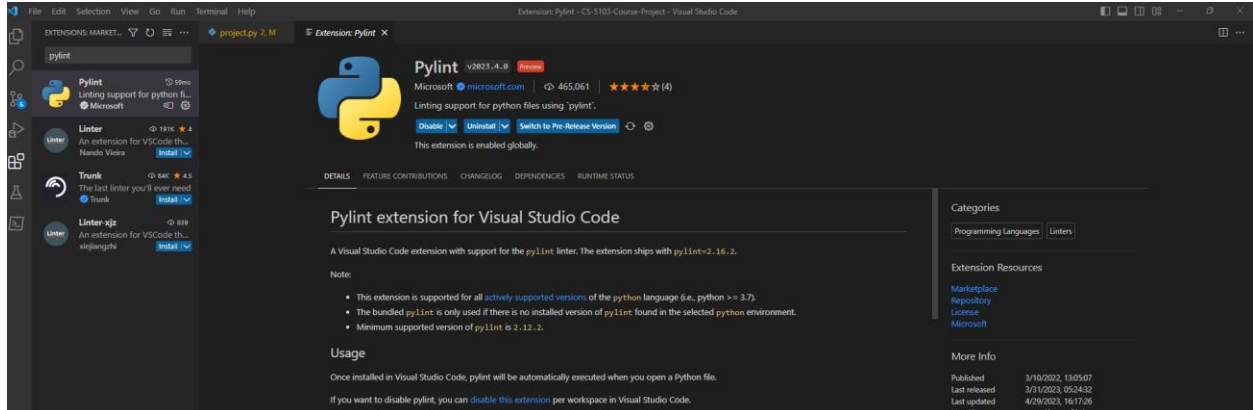 File Edit Selection View Go Run Terminal Help
Extension: Pylint - CS-5103-Course-Project - Visual Studio Code
EXTENSIONS: MARKET...
project.py 2, M
Extension: Pylint
pylint
Pylint 59ms
Linting support for python fi...
Microsoft
Linter 191K ★ 4
An extension for VSCode th...
Nando Vieira Install
Trunk 64K ★ 4.5
The last linter you'll ever need
Trunk Install
Linter-xjz 839
An extension for VSCode th...
xiejiangzhi Install
Linter
Linter
6
Pylint v2023.4.0 Preview
Microsoft microsoft.com 465,061 (4)
Linting support for python files using `pylint`.
Disable Uninstall Switch to Pre-Release Version
This extension is enabled globally.
DETAILS FEATURE CONTRIBUTIONS CHANGELOG DEPENDENCIES RUNTIME STATUS
Pylint extension for Visual Studio Code
A Visual Studio Code extension with support for the pylint linter. The extension ships with pylint=2.16.2.
Note:
• This extension is supported for all actively supported versions of the python language (i.e., python >= 3.7).
• The bundled pylint is only used if there is no installed version of pylint found in the selected python environment.
• Minimum supported version of pylint is 2.12.2.
Usage
Once installed in Visual Studio Code, pylint will be automatically executed when you open a Python file.
If you want to disable pylint, you can disable this extension per workspace in Visual Studio Code.
Categories
Programming Languages Linters
Extension Resources
Marketplace
Repository
License
Microsoft
More Info
Published 3/10/2022, 13:05:07
Last released 3/31/2023, 05:24:32
Last updated 4/29/2023, 16:17:26